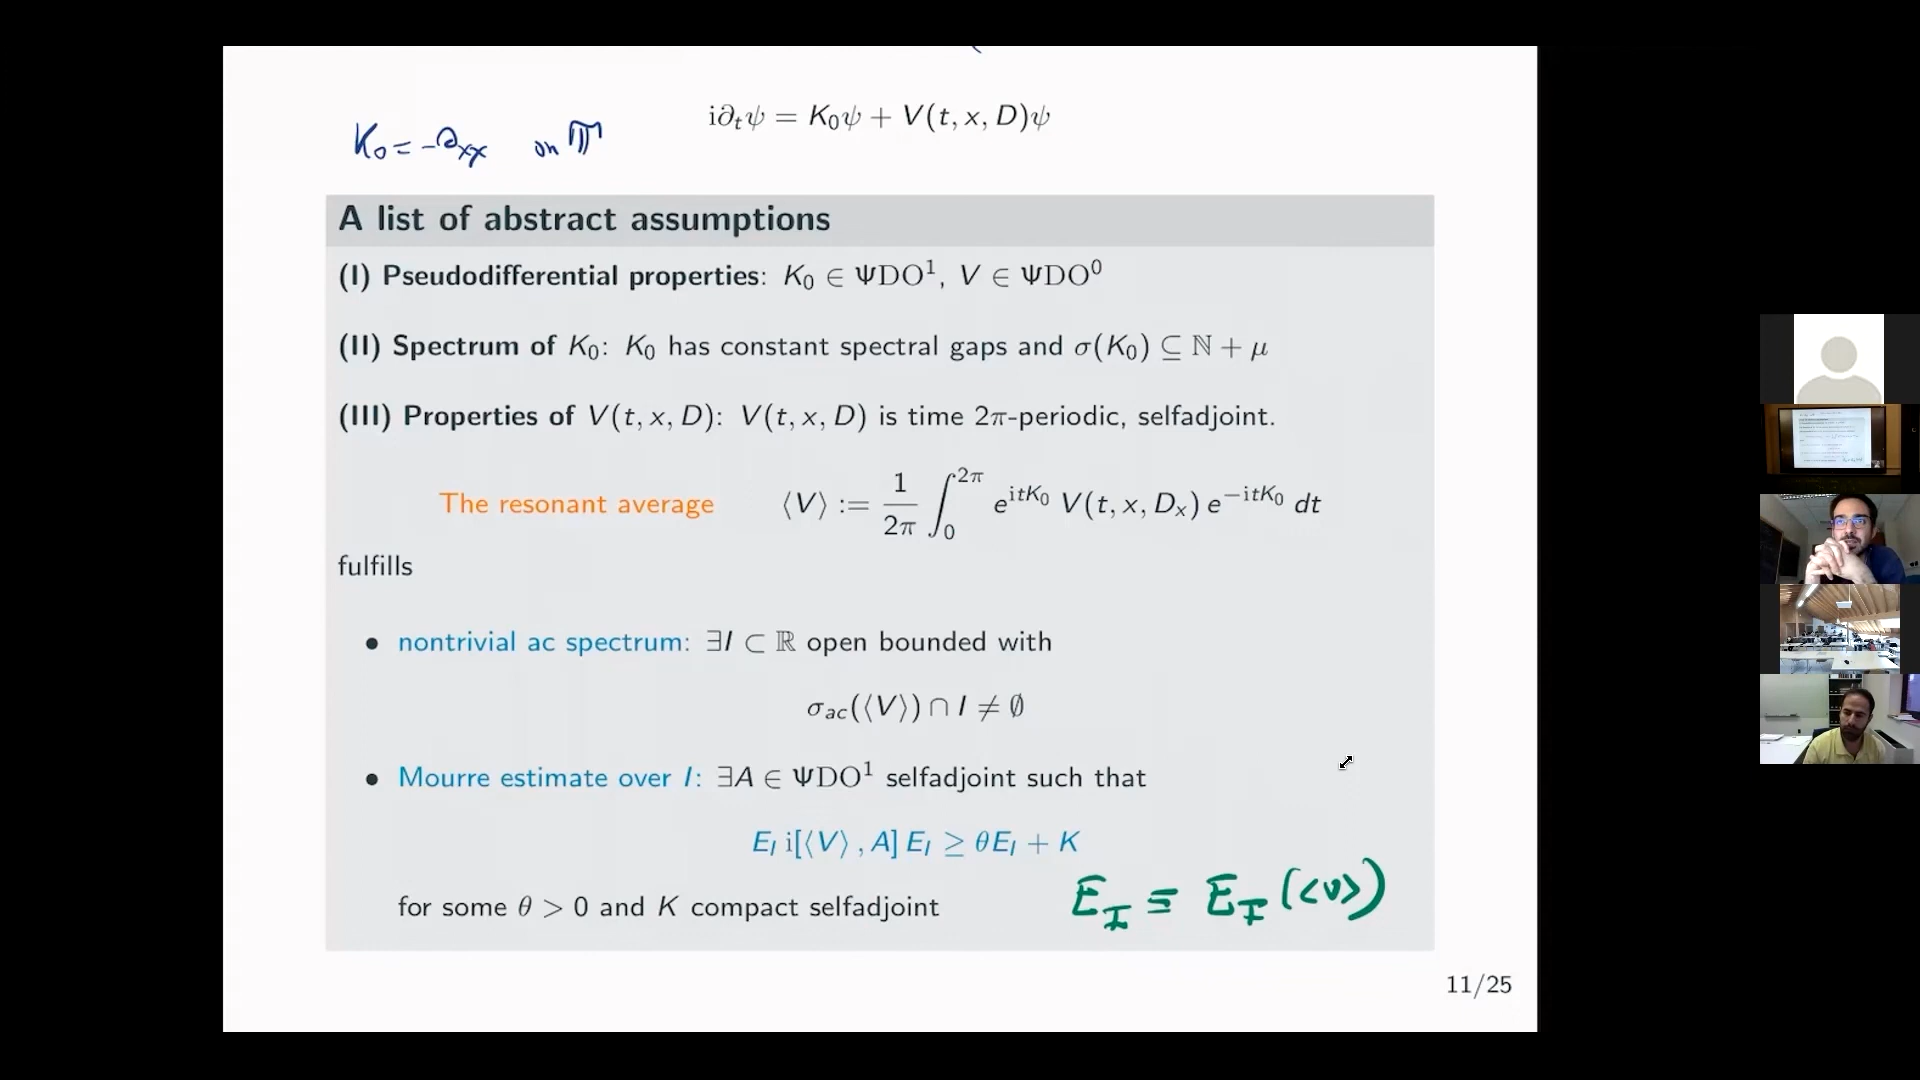 i∂ₜψ = K₀ψ + V(t, x, D)ψ
K₀ = -∂ₓₓ on 𝕋
A list of abstract assumptions
(I) Pseudodifferential properties: K₀ ∈ ΨDO¹, V ∈ ΨDO⁰
(II) Spectrum of K₀: K₀ has constant spectral gaps and σ(K₀) ⊆ ℕ + μ
(III) Properties of V(t, x, D): V(t, x, D) is time 2π-periodic, selfadjoint.
The resonant average ⟨V⟩ := 1/2π ∫₀^{2π} e^{itK₀} V(t, x, Dₓ) e^{-itK₀} dt
fulfills
• nontrivial ac spectrum: ∃I ⊂ ℝ open bounded with
σ_{ac}(⟨V⟩) ∩ I ≠ ∅
• Mourre estimate over I: ∃A ∈ ΨDO¹ selfadjoint such that
E_I i[⟨V⟩, A] E_I ≥ θE_I + K
for some θ > 0 and K compact selfadjoint
E_I ≡ E_I(⟨V⟩)
11/25